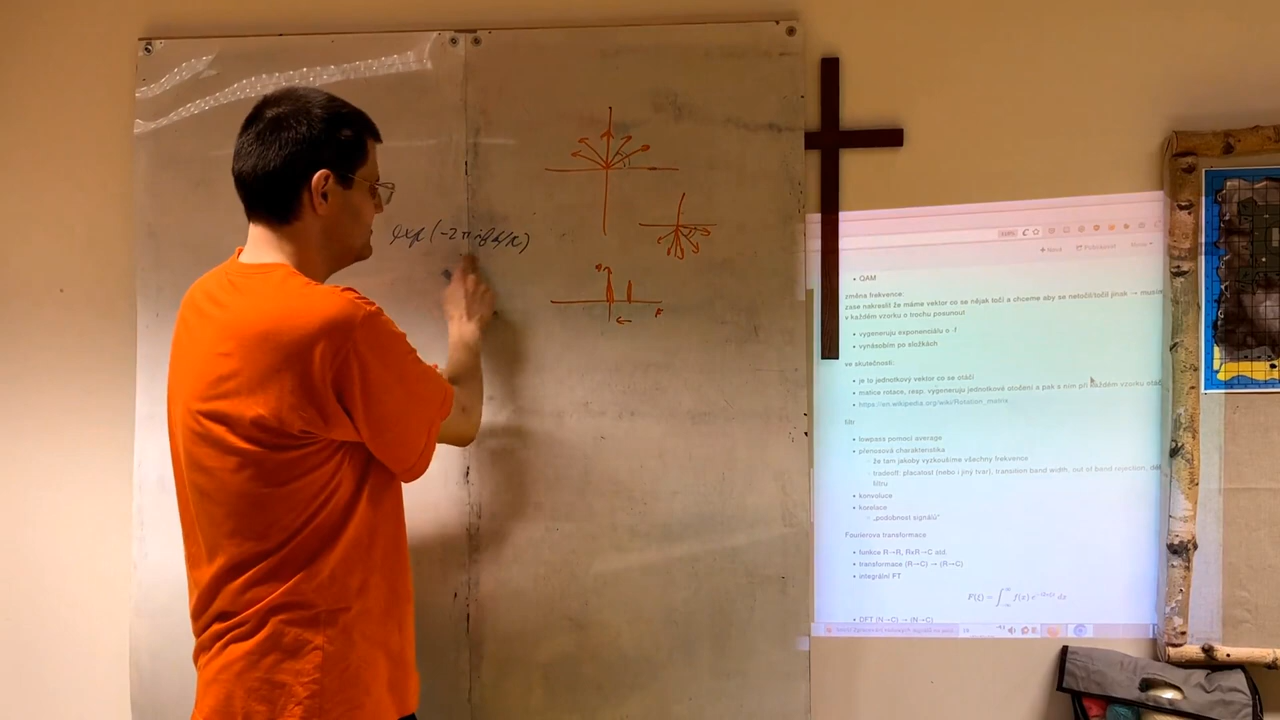 exp(-2πifk/n)
F
110%
• QAM
změna frekvence:
zase nakreslit že máme vektor co se nějak točí a chceme aby se netočil/točil jinak → musím
v každém vzorku o trochu posunout
• vygeneruju exponenciálu o -f
• vynásobím po složkách
ve skutečnosti:
• je to jednotkový vektor co se otáčí
• matice rotace, resp. vygeneruju jednotkové otočení a pak s tím při každém vzorku otáč
• https://en.wikipedia.org/wiki/Rotation_matrix
filtr
• lowpass pomocí average
• přenosová charakteristika
◦ že tam jakoby vyzkoušíme všechny frekvence
◦ tradeoff: placatost (nebo i jiný tvar), transition band width, out of band rejection, dél
filtru
• konvoluce
• korelace
◦ „podobnost signálů"
Fourierova transformace
• funkce R→R, RxR→C atd.
• transformace (R→C) → (R→C)
• integrální FT
• DFT (N→C) → (N→C)